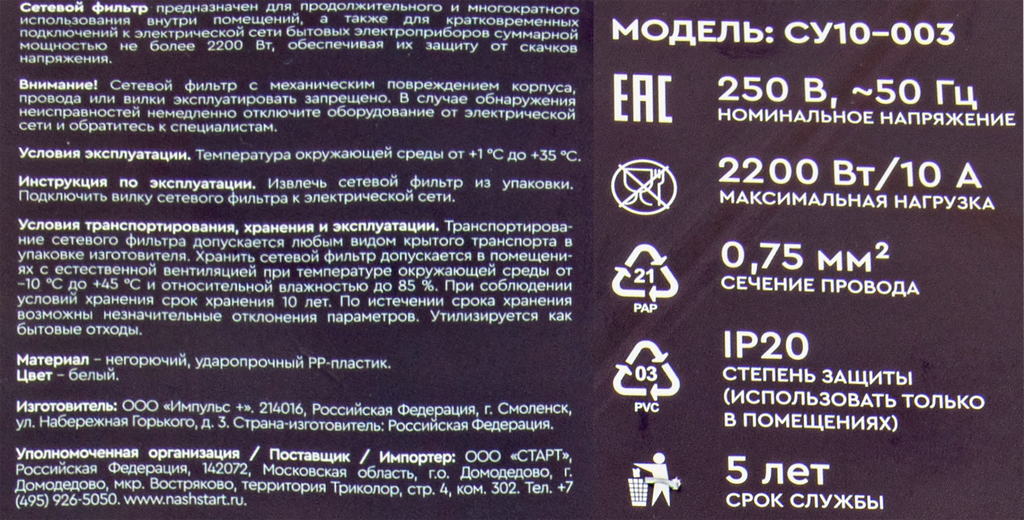 Сетевой фильтр предназначен для продолжительного и многократного
использования внутри помещений, а также для кратковременных
подключений к электрической сети бытовых электроприборов суммарной
мощностью не более 2200 Вт, обеспечивая их защиту от скачков
напряжения.
Внимание! Сетевой фильтр с механическим повреждением корпуса,
провода или вилки эксплуатировать запрещено. В случае обнаружения
неисправностей немедленно отключите оборудование от электрической
сети и обратитесь к специалистам.
Условия эксплуатации. Температура окружающей среды от +1 °C до +35 °C.
Инструкция по эксплуатации. Извлечь сетевой фильтр из упаковки.
Подключить вилку сетевого фильтра к электрической сети.
Условия транспортирования, хранения и эксплуатации. Транспортирова-
ние сетевого фильтра допускается любым видом крытого транспорта в
упаковке изготовителя. Хранить сетевой фильтр допускается в помещени-
ях с естественной вентиляцией при температуре окружающей среды от
-10 °C до +45 °C и относительной влажностью до 85 %. При соблюдении
условий хранения срок хранения 10 лет. По истечении срока хранения
возможны незначительные отклонения параметров. Утилизируется как
бытовые отходы.
Материал – негорючий, ударопрочный PP-пластик.
Цвет – белый.
Изготовитель: ООО «Импульс +». 214016, Российская Федерация, г. Смоленск,
ул. Набережная Горького, д. 3. Страна-изготовитель: Российская Федерация.
Уполномоченная организация / Поставщик / Импортер: ООО «СТАРТ»,
Российская Федерация, 142072, Московская область, г.о. Домодедово, г.
Домодедово, мкр. Востряково, территория Триколор, стр. 4, ком. 302. Тел. +7
(495) 926-5050. www.nashstart.ru.
МОДЕЛЬ: СУ10-003
EAC
250 В, ~50 Гц
НОМИНАЛЬНОЕ НАПРЯЖЕНИЕ
2200 Вт/10 А
МАКСИМАЛЬНАЯ НАГРУЗКА
21
PAP
0,75 мм²
СЕЧЕНИЕ ПРОВОДА
03
PVC
IP20
СТЕПЕНЬ ЗАЩИТЫ
(ИСПОЛЬЗОВАТЬ ТОЛЬКО
В ПОМЕЩЕНИЯХ)
5 лет
СРОК СЛУЖБЫ